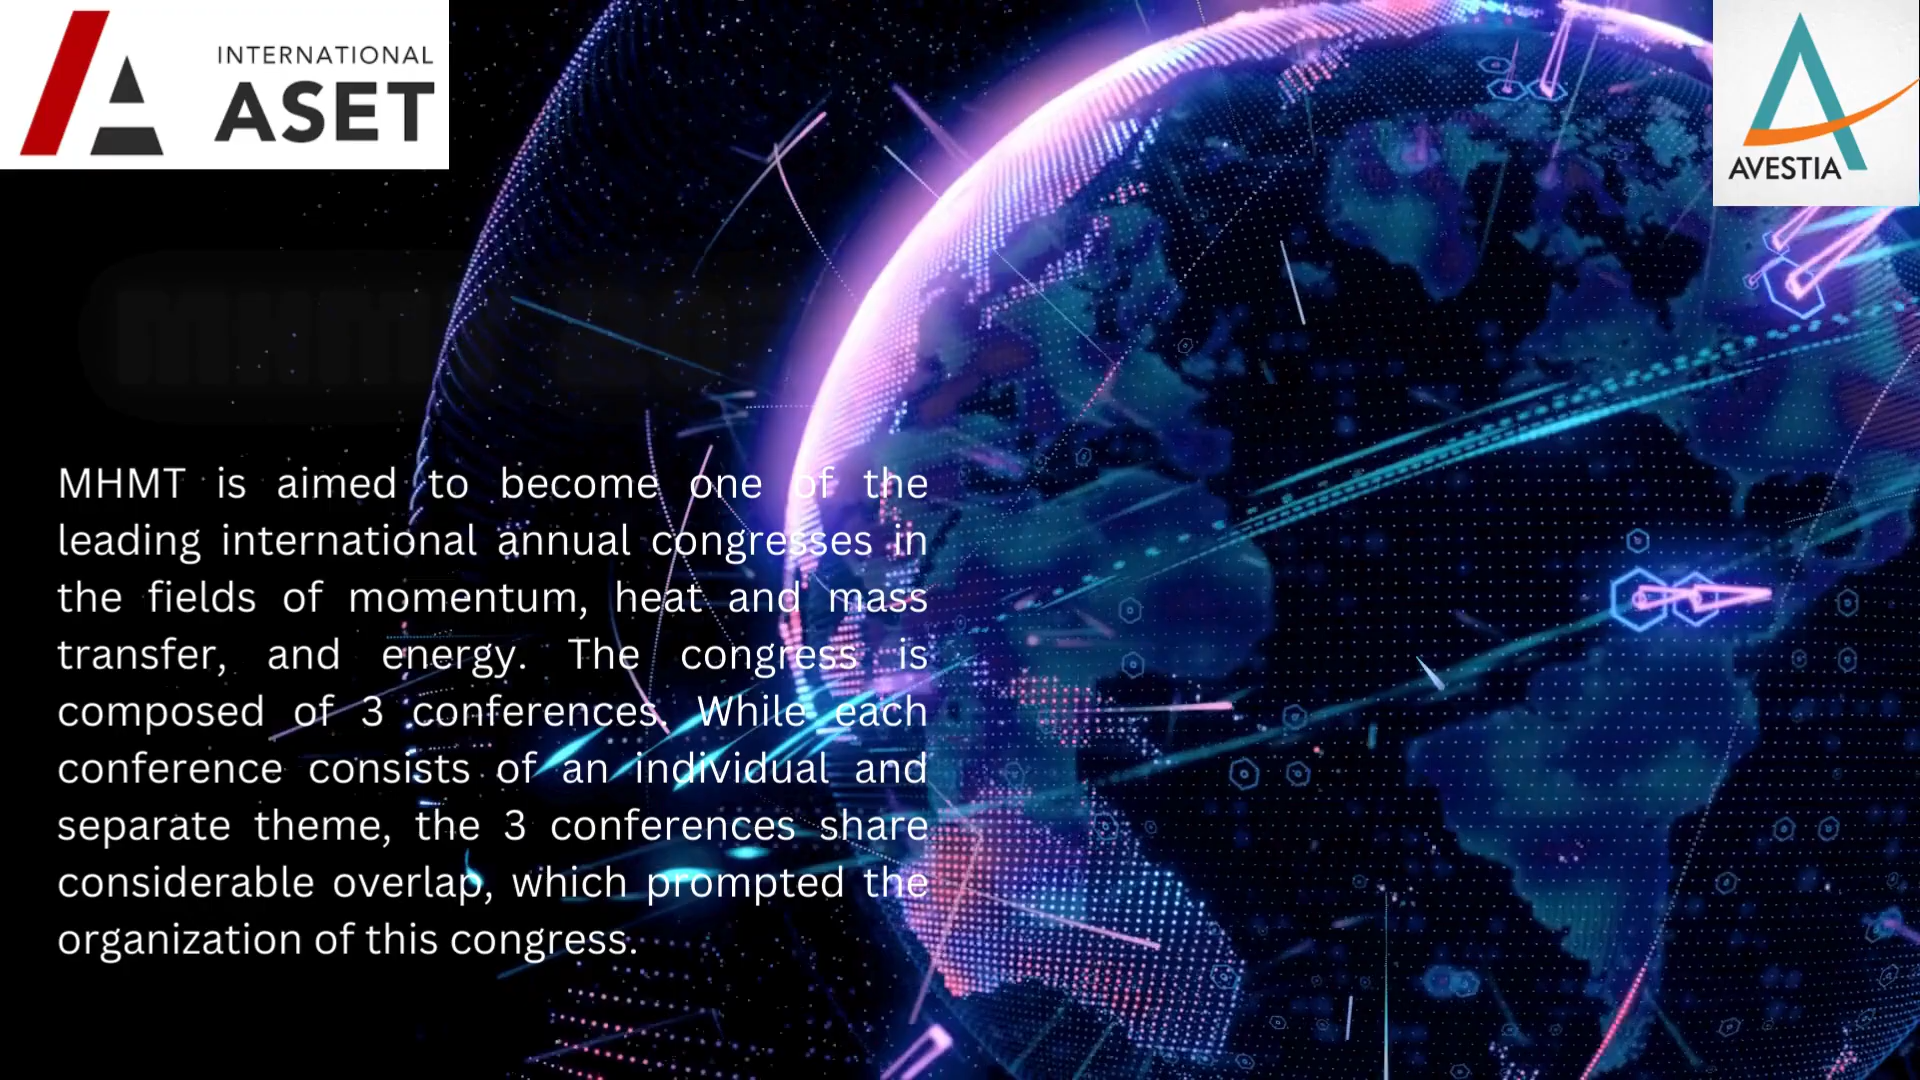 INTERNATIONAL
ASET
AVESTIA
MHMT is aimed to become one of the
leading international annual congresses in
the fields of momentum, heat and mass
transfer, and energy. The congress is
composed of 3 conferences. While each
conference consists of an individual and
separate theme, the 3 conferences share
considerable overlap, which prompted the
organization of this congress.